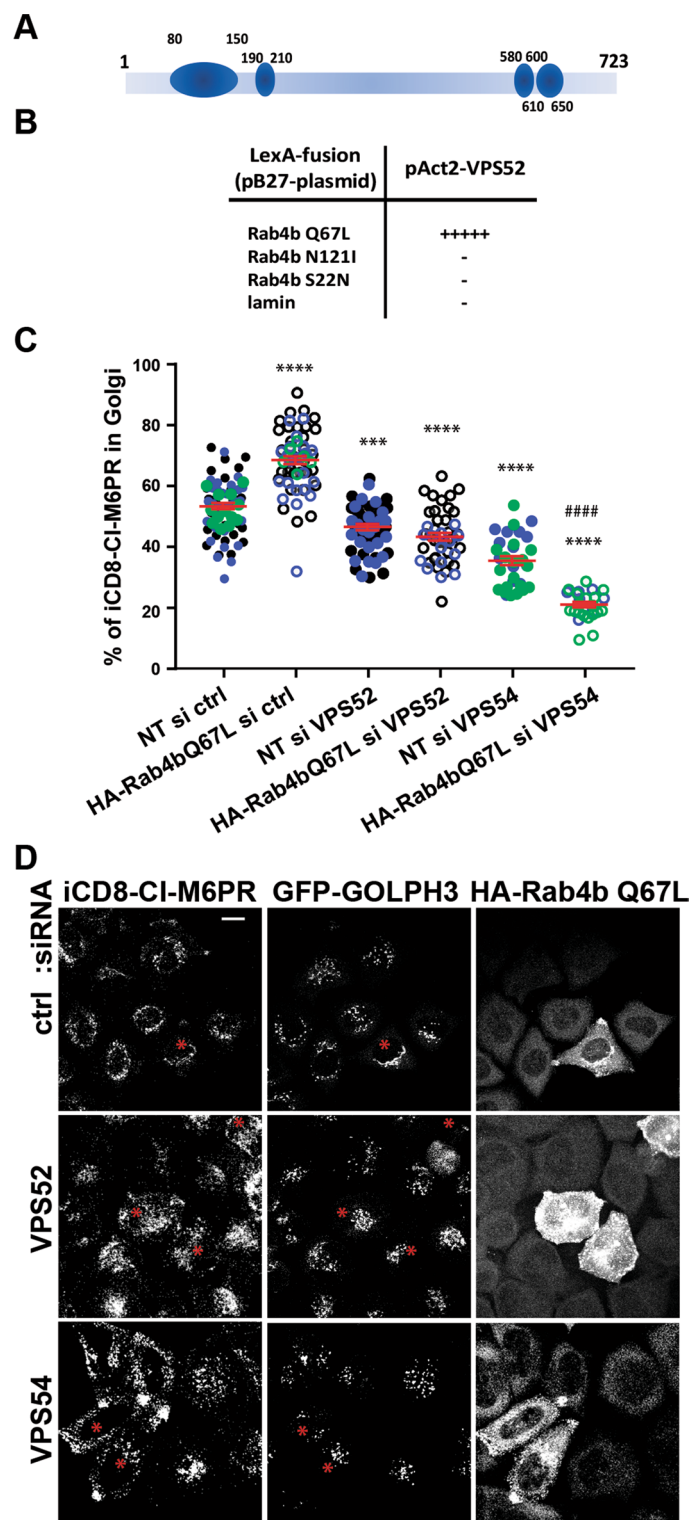 A
80 150
190 210
580 600
1 723
610 650
B
LexA-fusion
(pB27-plasmid)
pAct2-VPS52
Rab4b Q67L +++++
Rab4b N121I -
Rab4b S22N -
lamin -
C
% of iCD8-CI-M6PR in Golgi
100
80
60
40
20
0
****
***
****
****
####
****
NT si ctrl
HA-Rab4bQ67L si ctrl
NT si VPS52
HA-Rab4bQ67L si VPS52
NT si VPS54
HA-Rab4bQ67L si VPS54
D
iCD8-CI-M6PR GFP-GOLPH3 HA-Rab4b Q67L
ctrl :siRNA
* *
VPS52
* *
* *
* *
VPS54
* *
* *